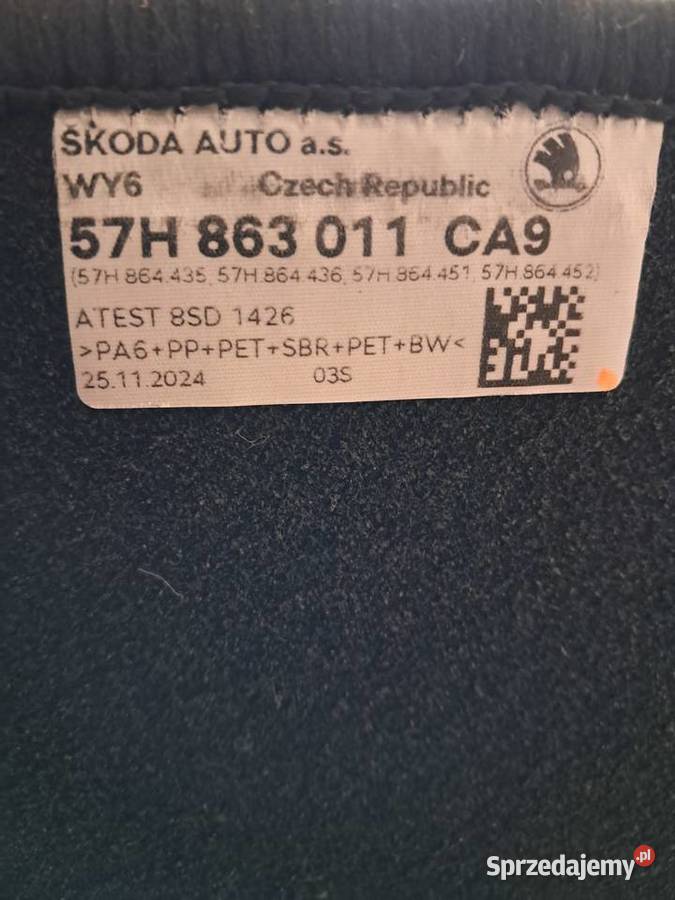 ŠKODA AUTO a.s.
WY6 Czech Republic
57H 863 011 CA9
(57H.864.435, 57H.864.436, 57H.864.451, 57H.864.452)
ATEST 8SD 1426
>PA6+PP+PET+SBR+PET+BW<
25.11.2024 03S
Sprzedajemy.pl